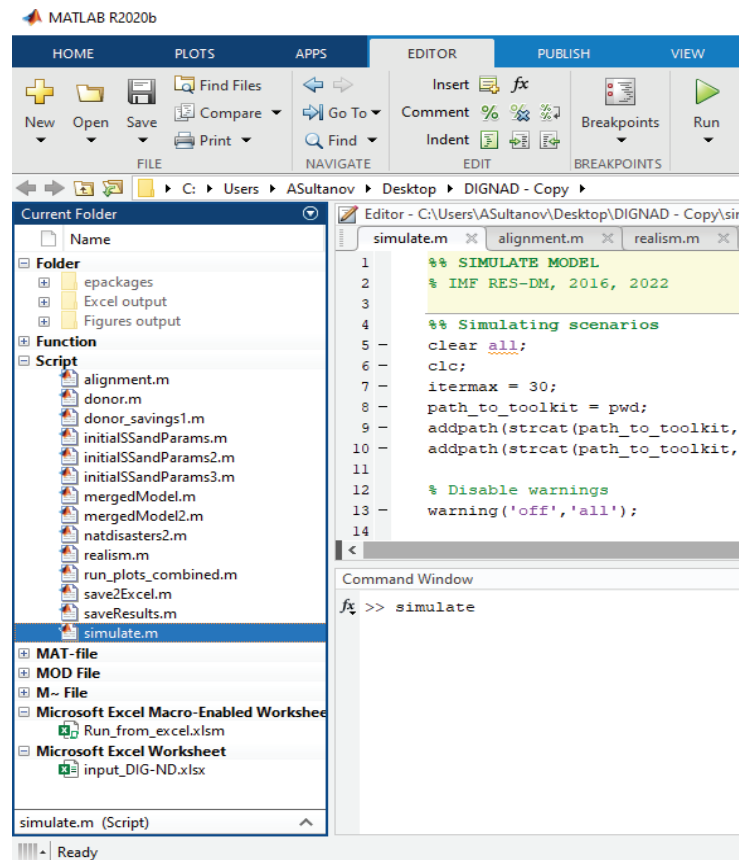 MATLAB R2020b
HOME PLOTS APPS EDITOR PUBLISH VIEW
New Open Save Find Files Compare Print Go To Find Insert fx Comment Indent Breakpoints Run
FILE NAVIGATE EDIT BREAKPOINTS
C: Users ASultanov Desktop DIGNAD - Copy
Current Folder
Name
Folder
epackages
Excel output
Figures output
Function
Script
alignment.m
donor.m
donor_savings1.m
initialSSandParams.m
initialSSandParams2.m
initialSSandParams3.m
mergedModel.m
mergedModel2.m
natdisasters2.m
realism.m
run_plots_combined.m
save2Excel.m
saveResults.m
simulate.m
MAT-file
MOD File
M~ File
Microsoft Excel Macro-Enabled Workshee
Run_from_excel.xlsm
Microsoft Excel Worksheet
input_DIG-ND.xlsx
simulate.m (Script)
Ready
Editor - C:\Users\ASultanov\Desktop\DIGNAD - Copy\si
simulate.m alignment.m realism.m
1 %% SIMULATE MODEL
2 % IMF RES-DM, 2016, 2022
3
4 %% Simulating scenarios
5 - clear all;
6 - clc;
7 - itermax = 30;
8 - path_to_toolkit = pwd;
9 - addpath(strcat(path_to_toolkit,
10 - addpath(strcat(path_to_toolkit,
11
12 % Disable warnings
13 - warning('off','all');
14
Command Window
fx >> simulate